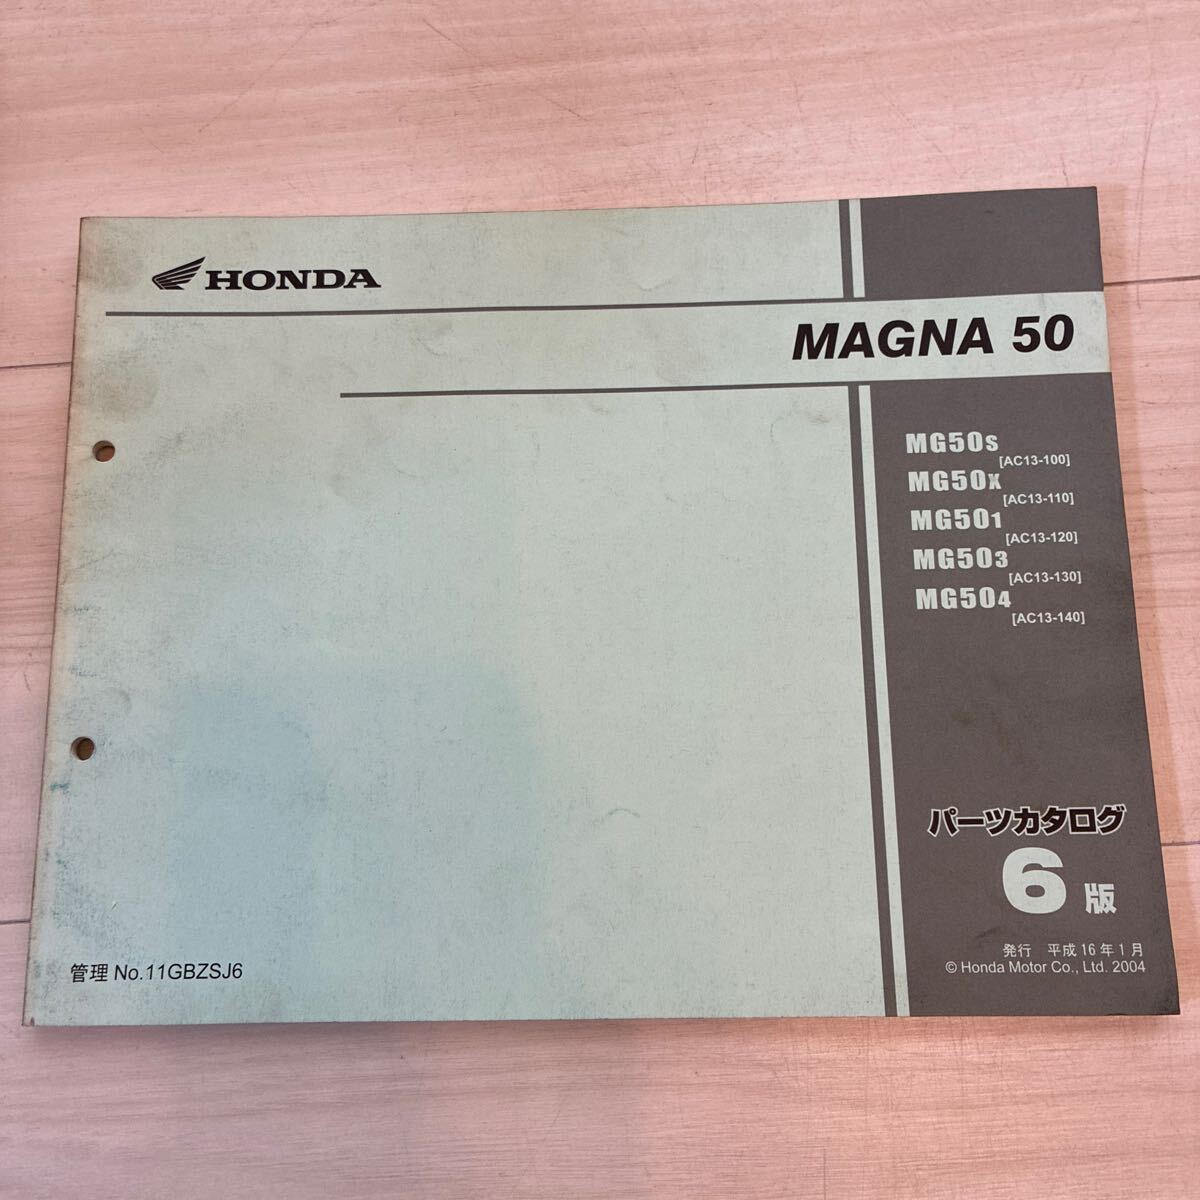 HONDA
MAGNA 50
MG50S
[AC13-100]
MG50X
[AC13-110]
MG501
[AC13-120]
MG503
[AC13-130]
MG504
[AC13-140]
パーツカタログ
6版
発行 平成16年1月
© Honda Motor Co., Ltd. 2004
管理 No.11GBZSJ6